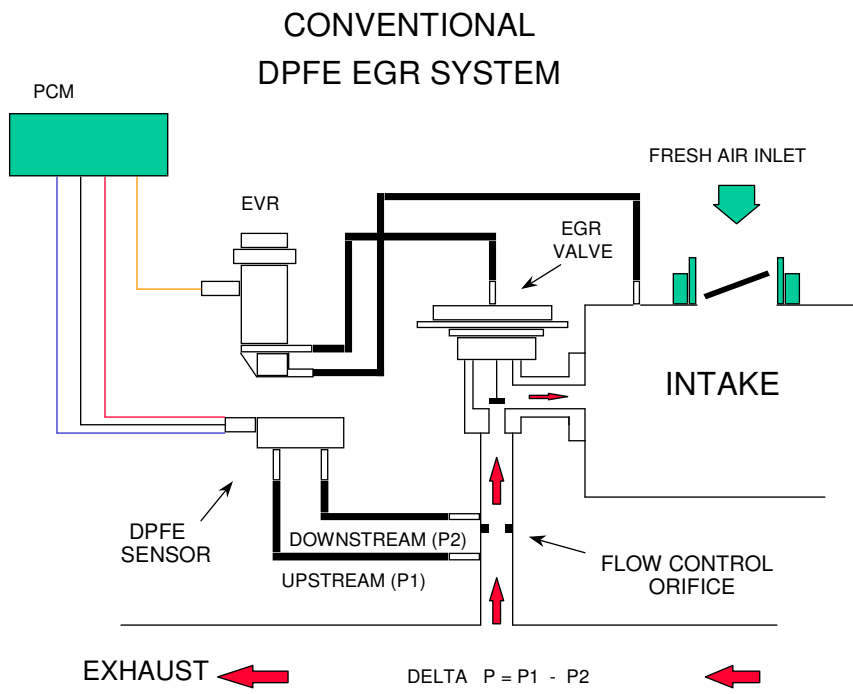 CONVENTIONAL
DPFE EGR SYSTEM
PCM
FRESH AIR INLET
EVR
EGR
VALVE
INTAKE
DPFE
SENSOR
DOWNSTREAM (P2)
UPSTREAM (P1)
FLOW CONTROL
ORIFICE
EXHAUST
DELTA P = P1 - P2